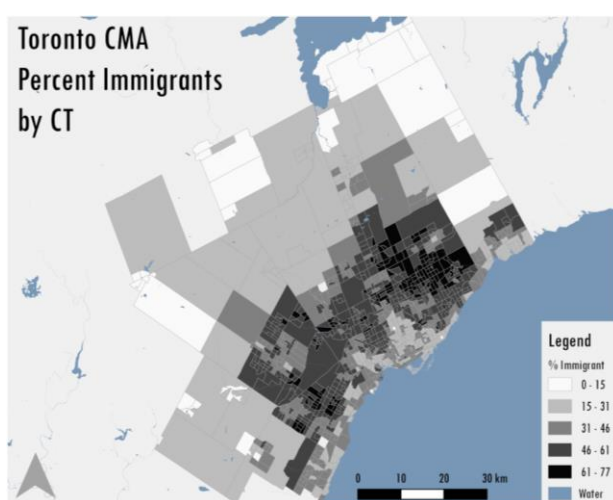 Toronto CMA
Percent Immigrants
by CT
Legend
% Immigrant
0 - 15
15 - 31
31 - 46
46 - 61
61 - 77
Water
0 10 20 30 km